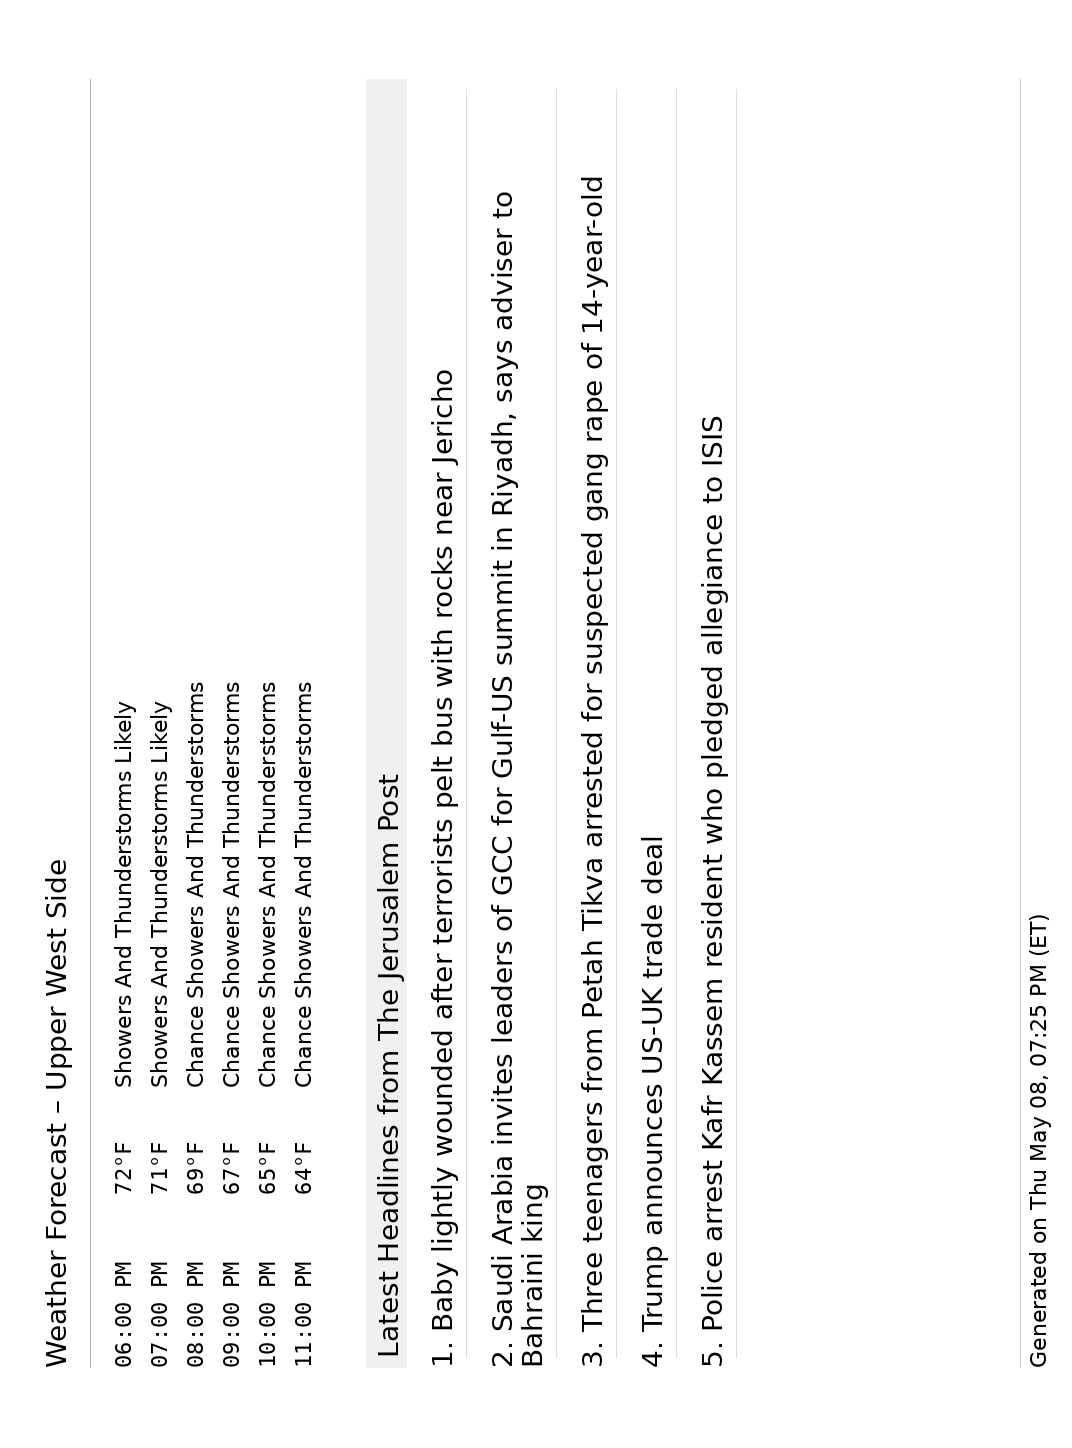 Weather Forecast – Upper West Side
06:00 PM 72°F Showers And Thunderstorms Likely
07:00 PM 71°F Showers And Thunderstorms Likely
08:00 PM 69°F Chance Showers And Thunderstorms
09:00 PM 67°F Chance Showers And Thunderstorms
10:00 PM 65°F Chance Showers And Thunderstorms
11:00 PM 64°F Chance Showers And Thunderstorms
Latest Headlines from The Jerusalem Post
1. Baby lightly wounded after terrorists pelt bus with rocks near Jericho
2. Saudi Arabia invites leaders of GCC for Gulf-US summit in Riyadh, says adviser to
Bahraini king
3. Three teenagers from Petah Tikva arrested for suspected gang rape of 14-year-old
4. Trump announces US-UK trade deal
5. Police arrest Kafr Kassem resident who pledged allegiance to ISIS
Generated on Thu May 08, 07:25 PM (ET)